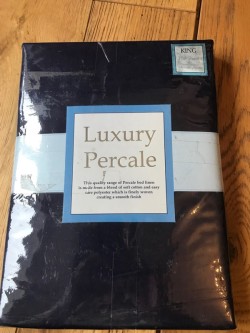 KING
Luxury
Percale
This quality range of Percale bed linen
is made from a blend of soft cotton and easy
care polyester which is finely woven
creating a smooth finish